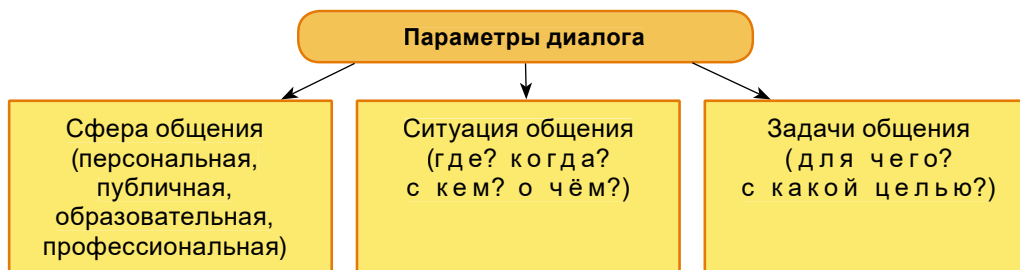 Параметры диалога
Сфера общения
(персональная,
публичная,
образовательная,
профессиональная)
Ситуация общения
(где? когда?
с кем? о чём?)
Задачи общения
(для чего?
с какой целью?)